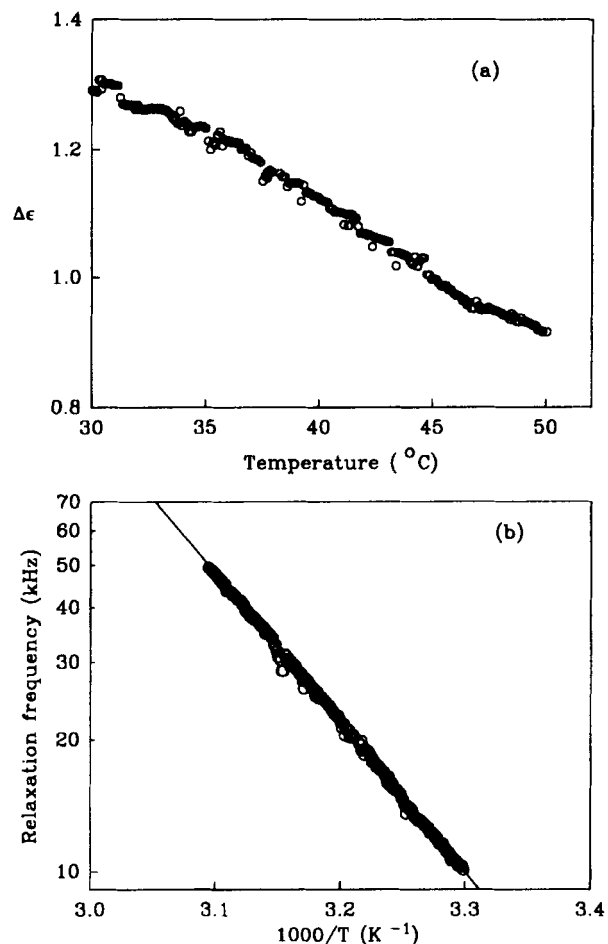 1.4
(a)
1.2
Δϵ
1.0
0.8
30 35 40 45 50
Temperature ( °C)
70
(b)
60
50
40
30
20
10
Relaxation frequency (kHz)
3.0 3.1 3.2 3.3 3.4
1000/T (K⁻¹)